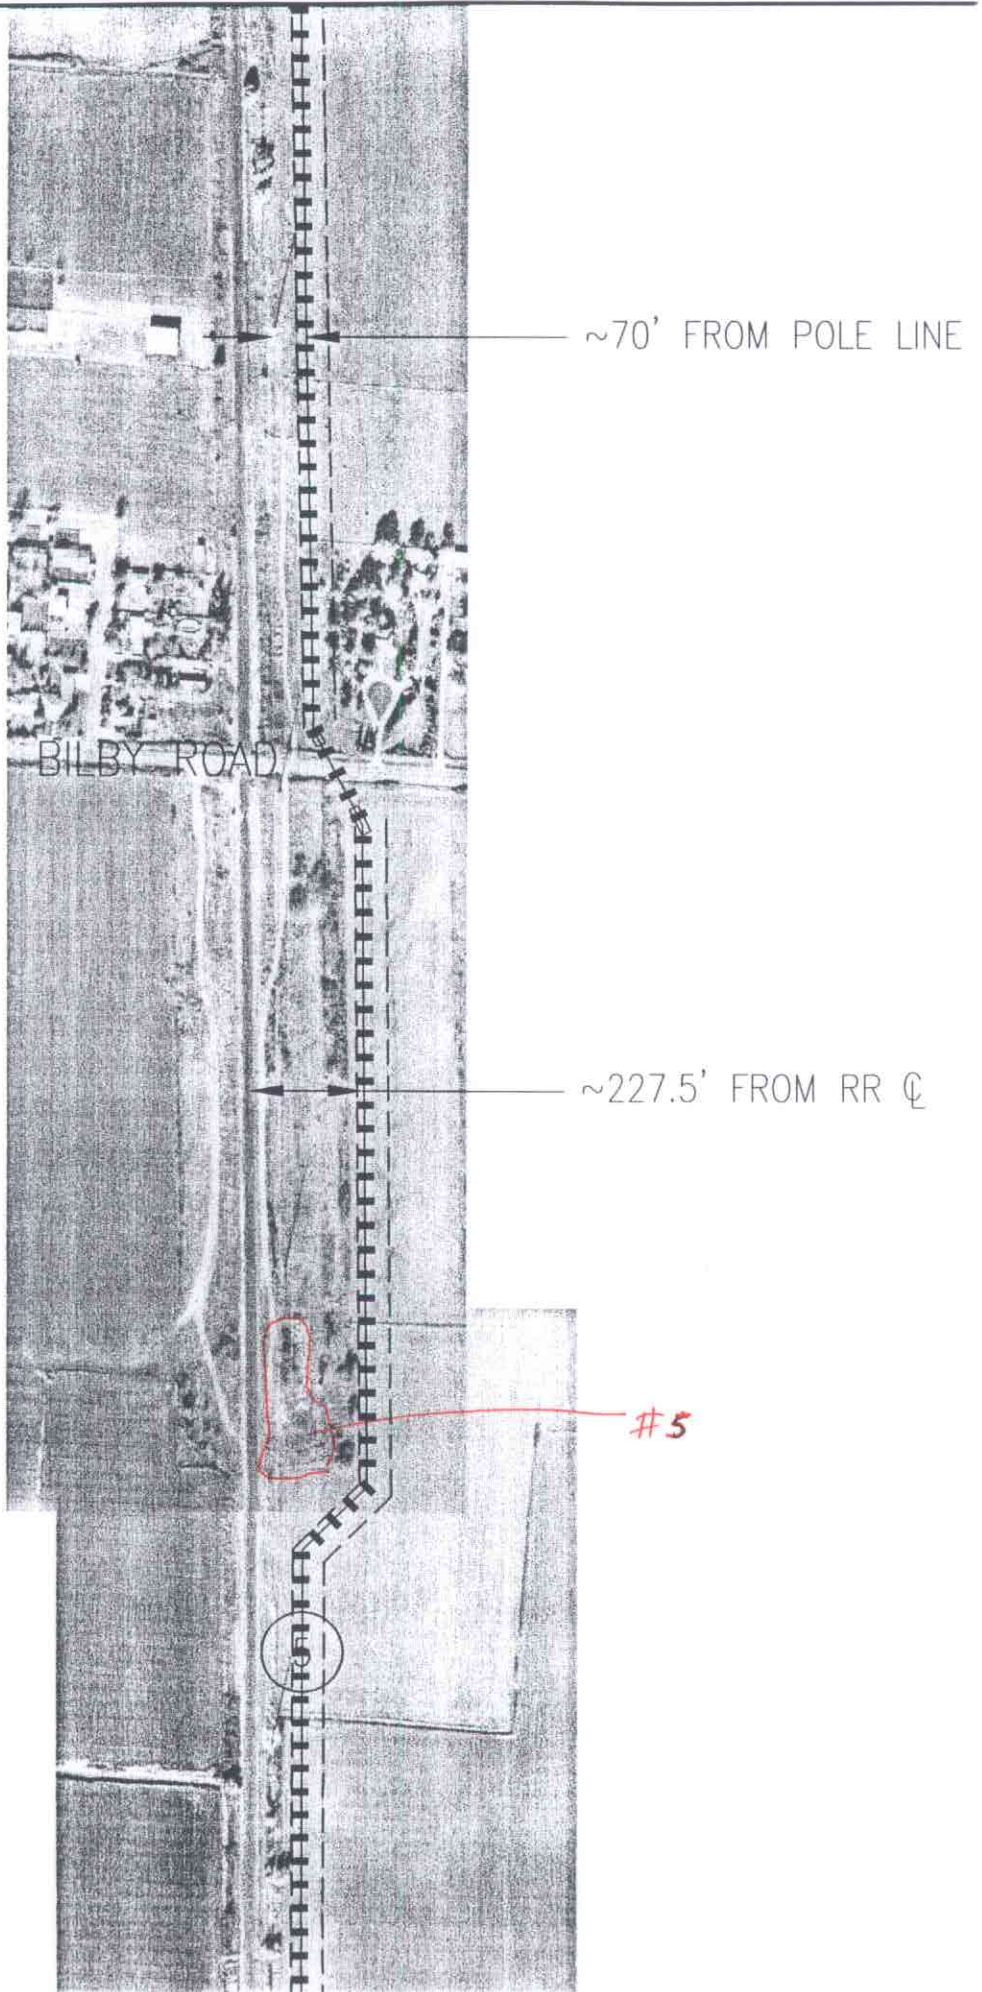 ~70' FROM POLE LINE
BILBY ROAD
~227.5' FROM RR ℄
#5
5